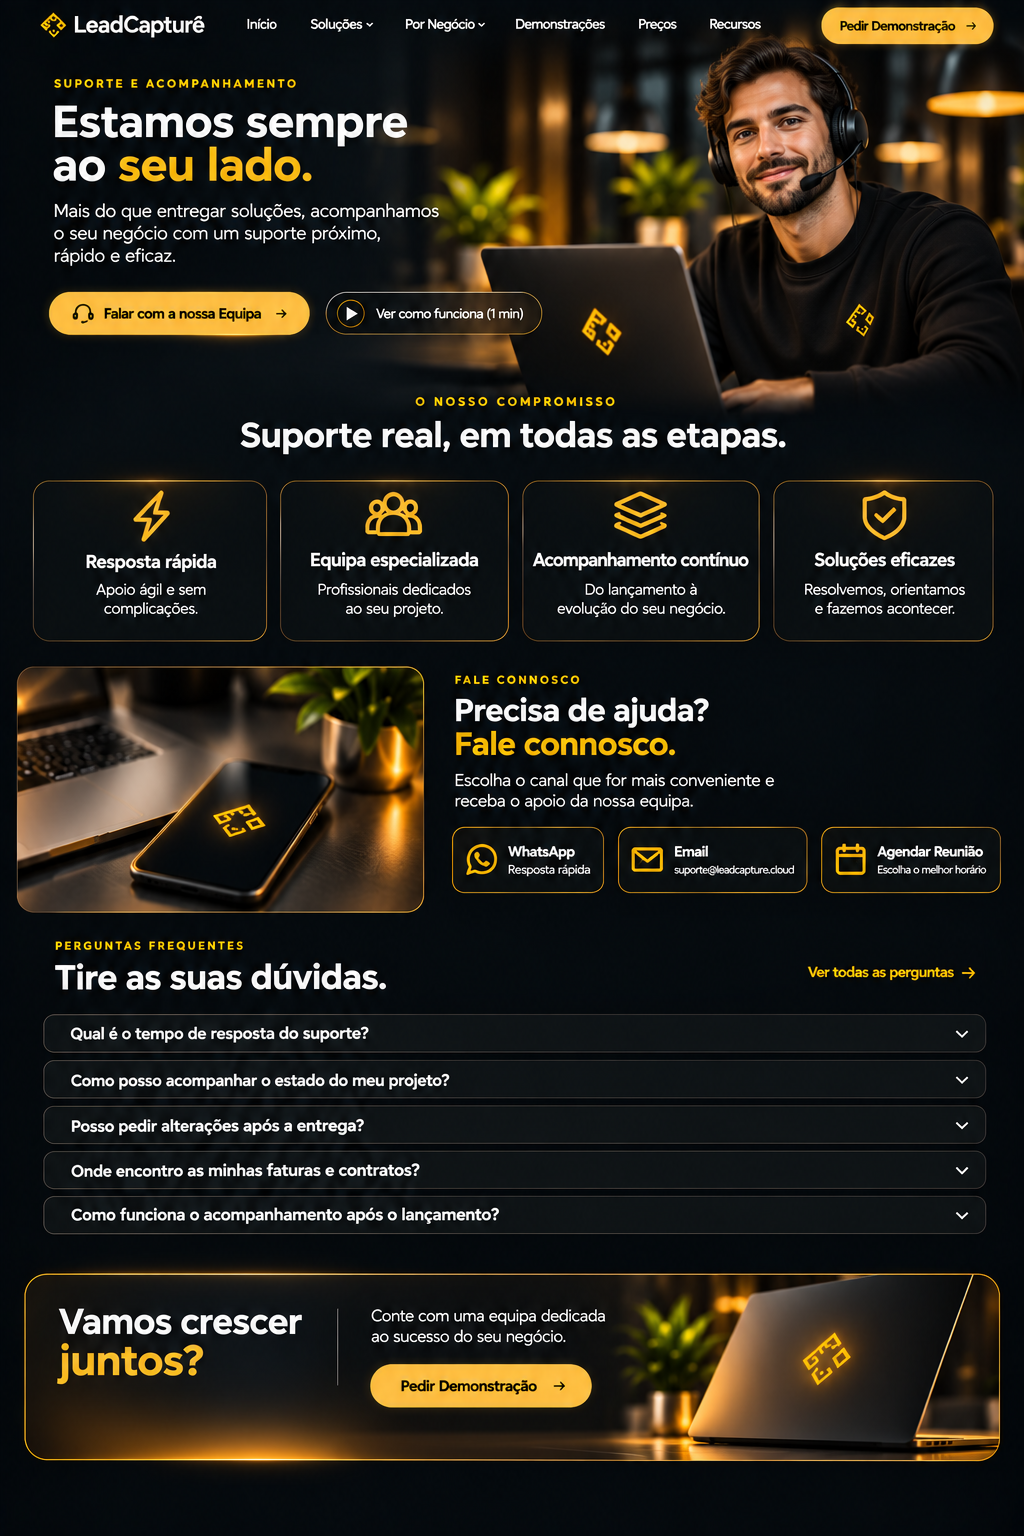 LeadCapturê
Início
Soluções
Por Negócio
Demonstrações
Preços
Recursos
Pedir Demonstração →
SUPORTE E ACOMPANHAMENTO
Estamos sempre
ao seu lado.
Mais do que entregar soluções, acompanhamos
o seu negócio com um suporte próximo,
rápido e eficaz.
Falar com a nossa Equipa →
Ver como funciona (1 min)
O NOSSO COMPROMISSO
Suporte real, em todas as etapas.
Resposta rápida
Apoio ágil e sem
complicações.
Equipa especializada
Profissionais dedicados
ao seu projeto.
Acompanhamento contínuo
Do lançamento à
evolução do seu negócio.
Soluções eficazes
Resolvemos, orientamos
e fazemos acontecer.
FALE CONNOSCO
Precisa de ajuda?
Fale connosco.
Escolha o canal que for mais conveniente e
receba o apoio da nossa equipa.
WhatsApp
Resposta rápida
Email
suporte@leadcapture.cloud
Agendar Reunião
Escolha o melhor horário
PERGUNTAS FREQUENTES
Tire as suas dúvidas.
Ver todas as perguntas →
Qual é o tempo de resposta do suporte?
Como posso acompanhar o estado do meu projeto?
Posso pedir alterações após a entrega?
Onde encontro as minhas faturas e contratos?
Como funciona o acompanhamento após o lançamento?
Vamos crescer
juntos?
Conte com uma equipa dedicada
ao sucesso do seu negócio.
Pedir Demonstração →